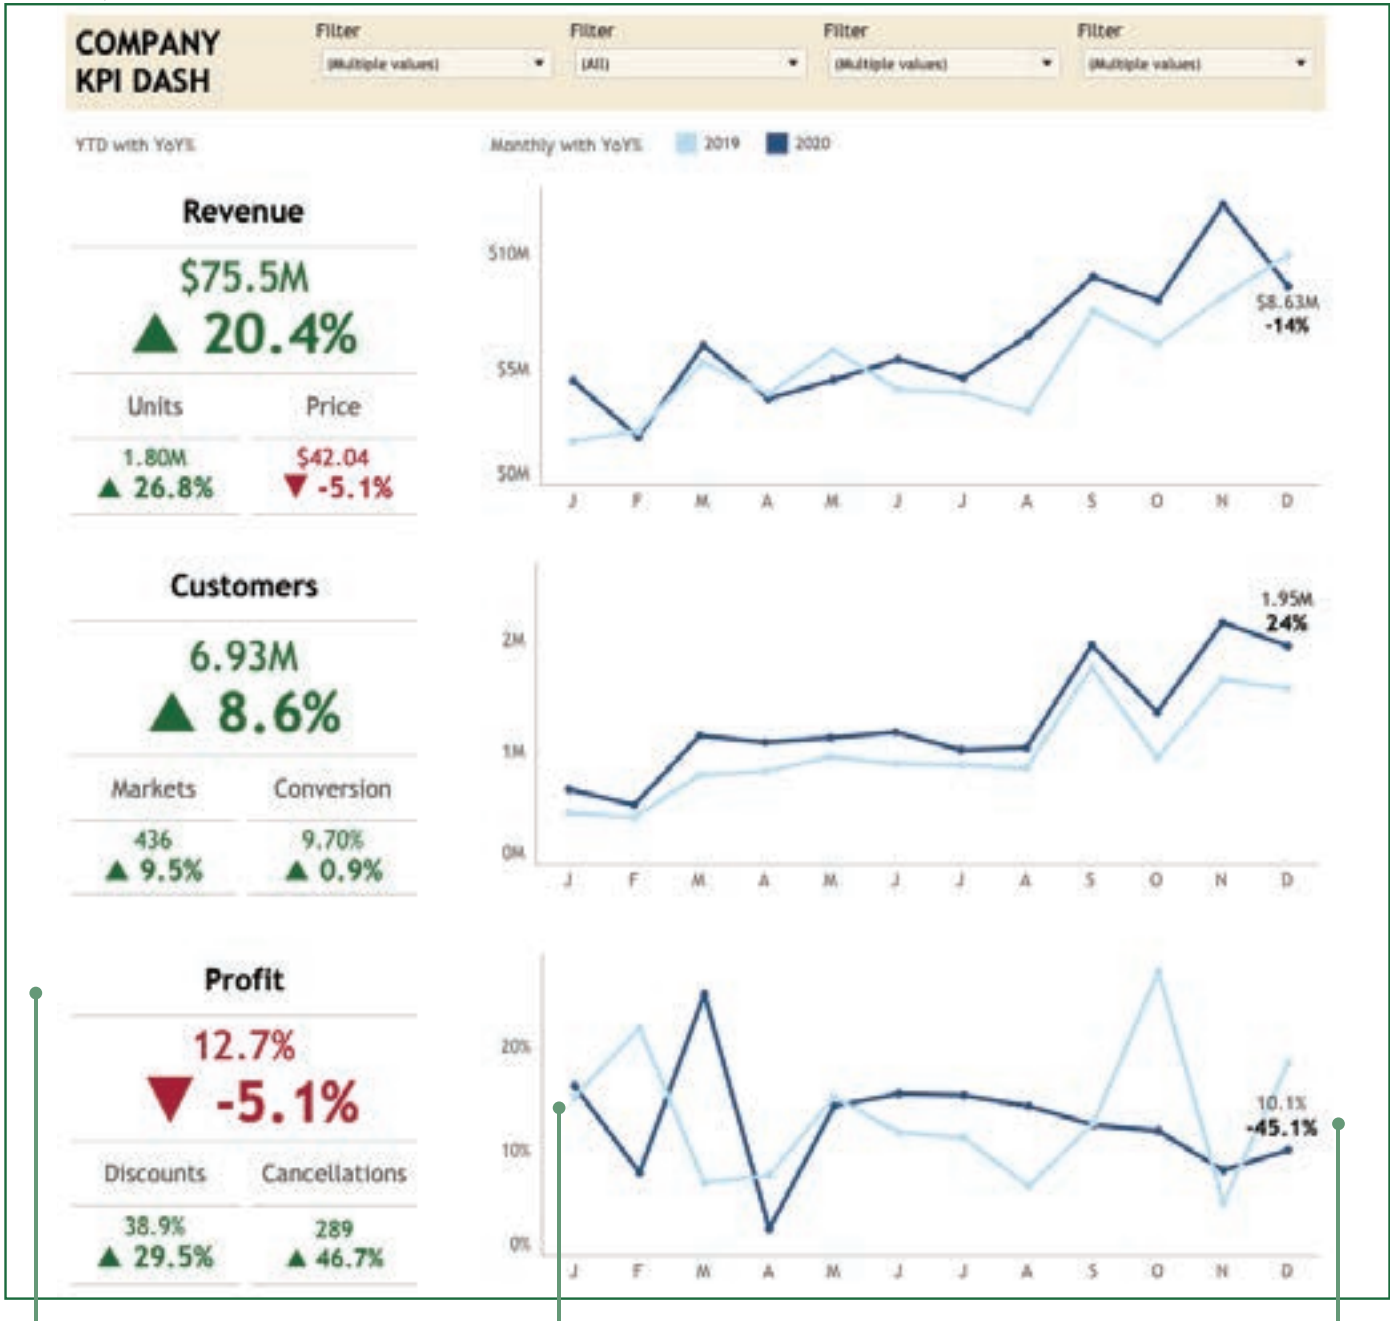 COMPANY
KPI DASH
Filter
(Multiple values)
Filter
(All)
Filter
(Multiple values)
Filter
(Multiple values)
YTD with YoY%
Monthly with YoY% 2019 2020
Revenue
$75.5M
▲ 20.4%
Units Price
1.80M $42.04
▲ 26.8% ▼ -5.1%
$10M
$5M
$0M
$8.63M
-14%
J F M A M J J A S O N D
Customers
6.93M
▲ 8.6%
Markets Conversion
436 9.70%
▲ 9.5% ▲ 0.9%
2M
1M
0M
1.95M
24%
J F M A M J J A S O N D
Profit
12.7%
▼ -5.1%
Discounts Cancellations
38.9% 289
▲ 29.5% ▲ 46.7%
20%
10%
0%
10.1%
-45.1%
J F M A M J J A S O N D